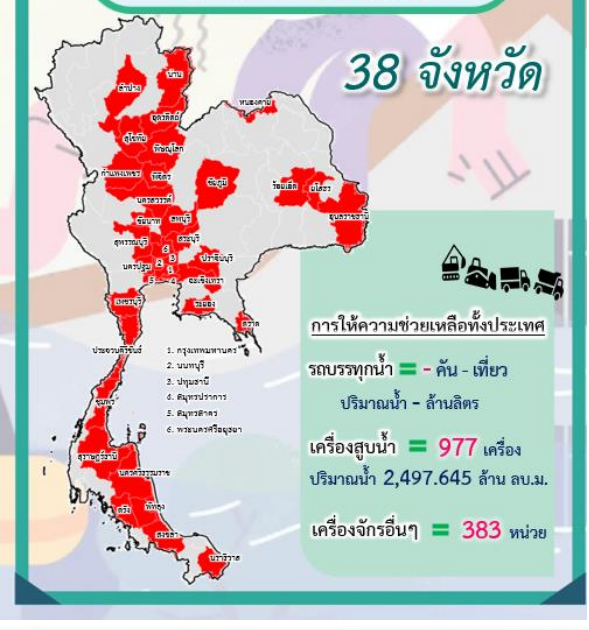 38 จังหวัด
น่าน
ลำปาง
หนองคาย
อุตรดิตถ์
สุโขทัย
พิษณุโลก
กำแพงเพชร
พิจิตร
ชัยภูมิ
ร้อยเอ็ด
ยโสธร
นครสวรรค์
อุบลราชธานี
ชัยนาท
ลพบุรี
สุพรรณบุรี
สระบุรี
6
ปราจีนบุรี
3
นครปฐม
2
1
5
4
ฉะเชิงเทรา
เพชรบุรี
ระยอง
ตราด
ประจวบคีรีขันธ์
1. กรุงเทพมหานคร
2. นนทบุรี
3. ปทุมธานี
4. สมุทรปราการ
5. สมุทรสาคร
6. พระนครศรีอยุธยา
ชุมพร
สุราษฎร์ธานี
นครศรีธรรมราช
ตรัง
พัทลุง
สงขลา
นราธิวาส
การให้ความช่วยเหลือทั้งประเทศ
รถบรรทุกน้ำ = - คัน - เที่ยว
ปริมาณน้ำ - ล้านลิตร
เครื่องสูบน้ำ = 977 เครื่อง
ปริมาณน้ำ 2,497.645 ล้าน ลบ.ม.
เครื่องจักรอื่นๆ = 383 หน่วย